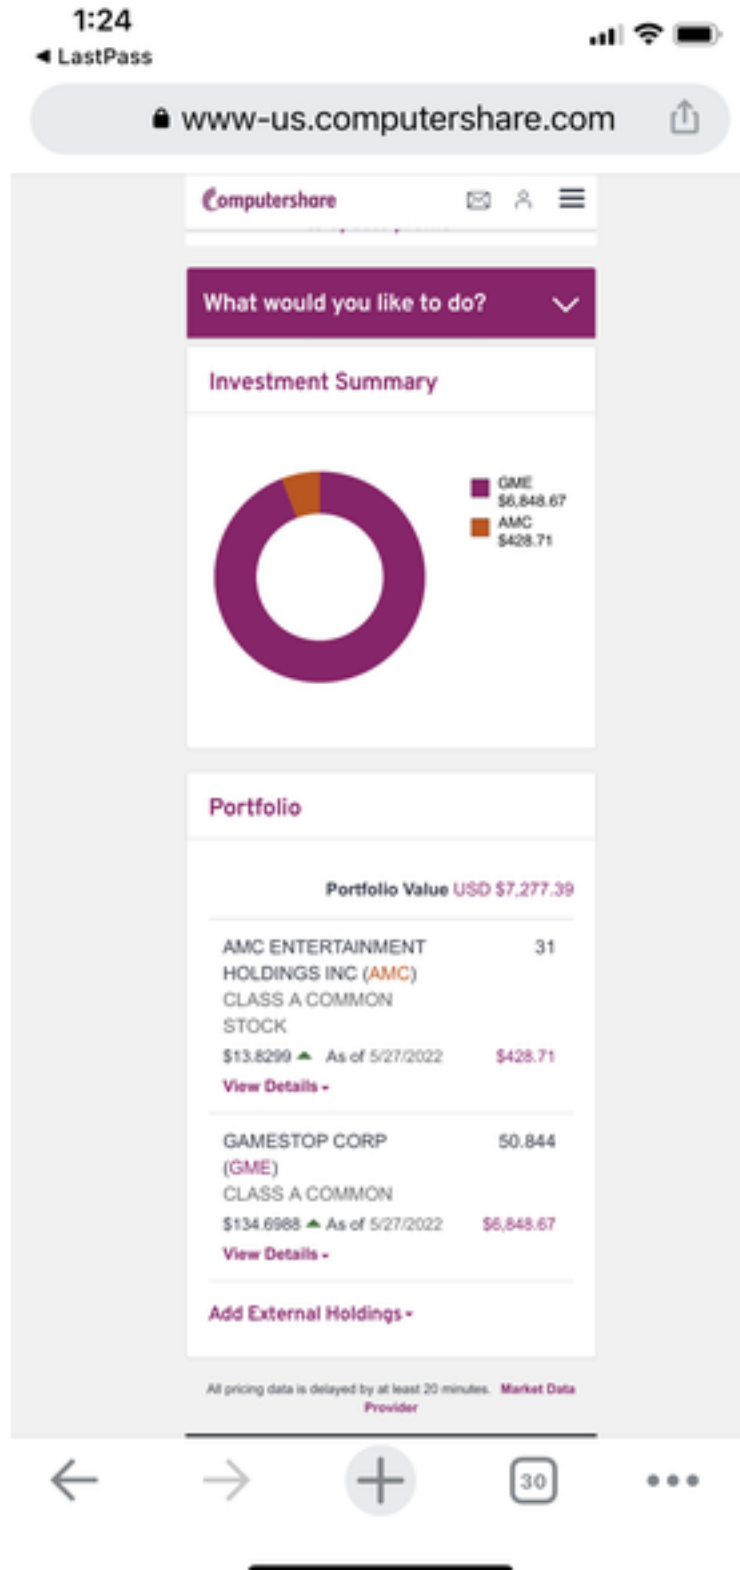 1:24
◀ LastPass
www-us.computershare.com
Computershare
What would you like to do?
Investment Summary
GME
$6,848.67
AMC
$428.71
Portfolio
Portfolio Value USD $7,277.39
AMC ENTERTAINMENT 31
HOLDINGS INC (AMC)
CLASS A COMMON
STOCK
$13.8299 As of 5/27/2022 $428.71
View Details
GAMESTOP CORP 50.844
(GME)
CLASS A COMMON
$134.6988 As of 5/27/2022 $6,848.67
View Details
Add External Holdings
All pricing data is delayed by at least 20 minutes. Market Data
Provider
30